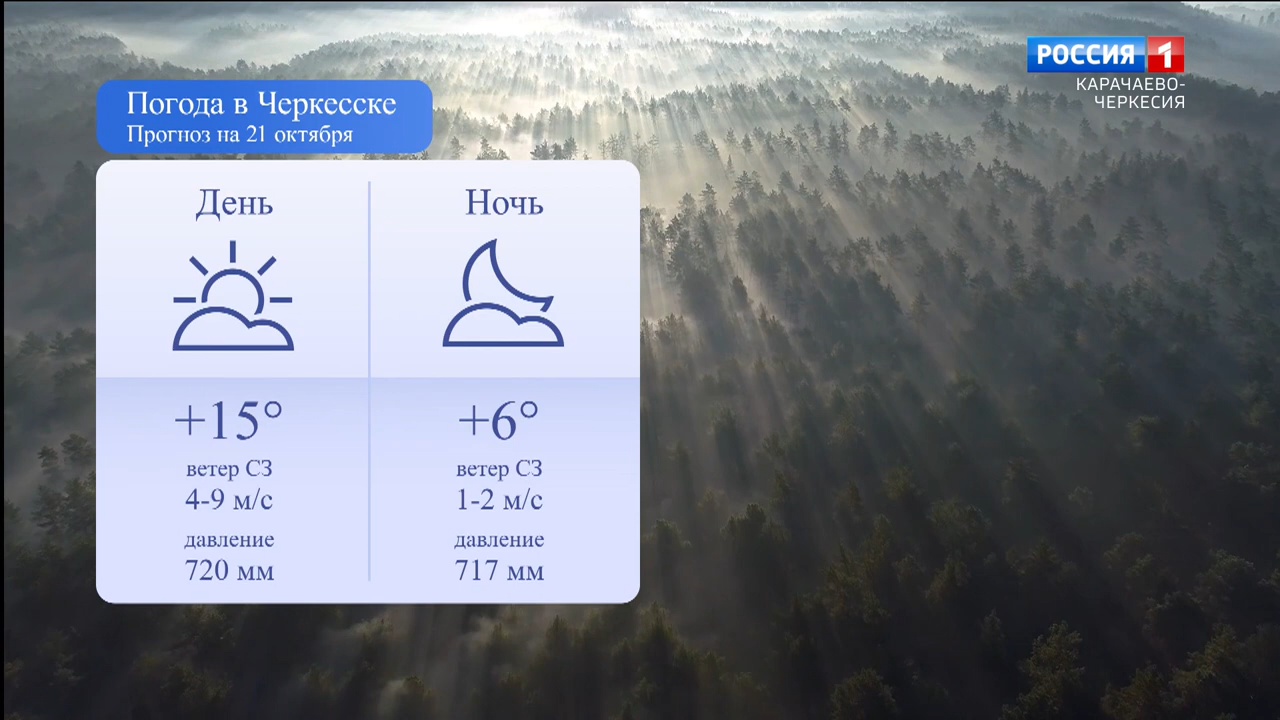 РОССИЯ 1
КАРАЧАЕВО-
ЧЕРКЕСИЯ
Погода в Черкесске
Прогноз на 21 октября
День
Ночь
+15°
+6°
ветер СЗ
ветер СЗ
4-9 м/с
1-2 м/с
давление
давление
720 мм
717 мм